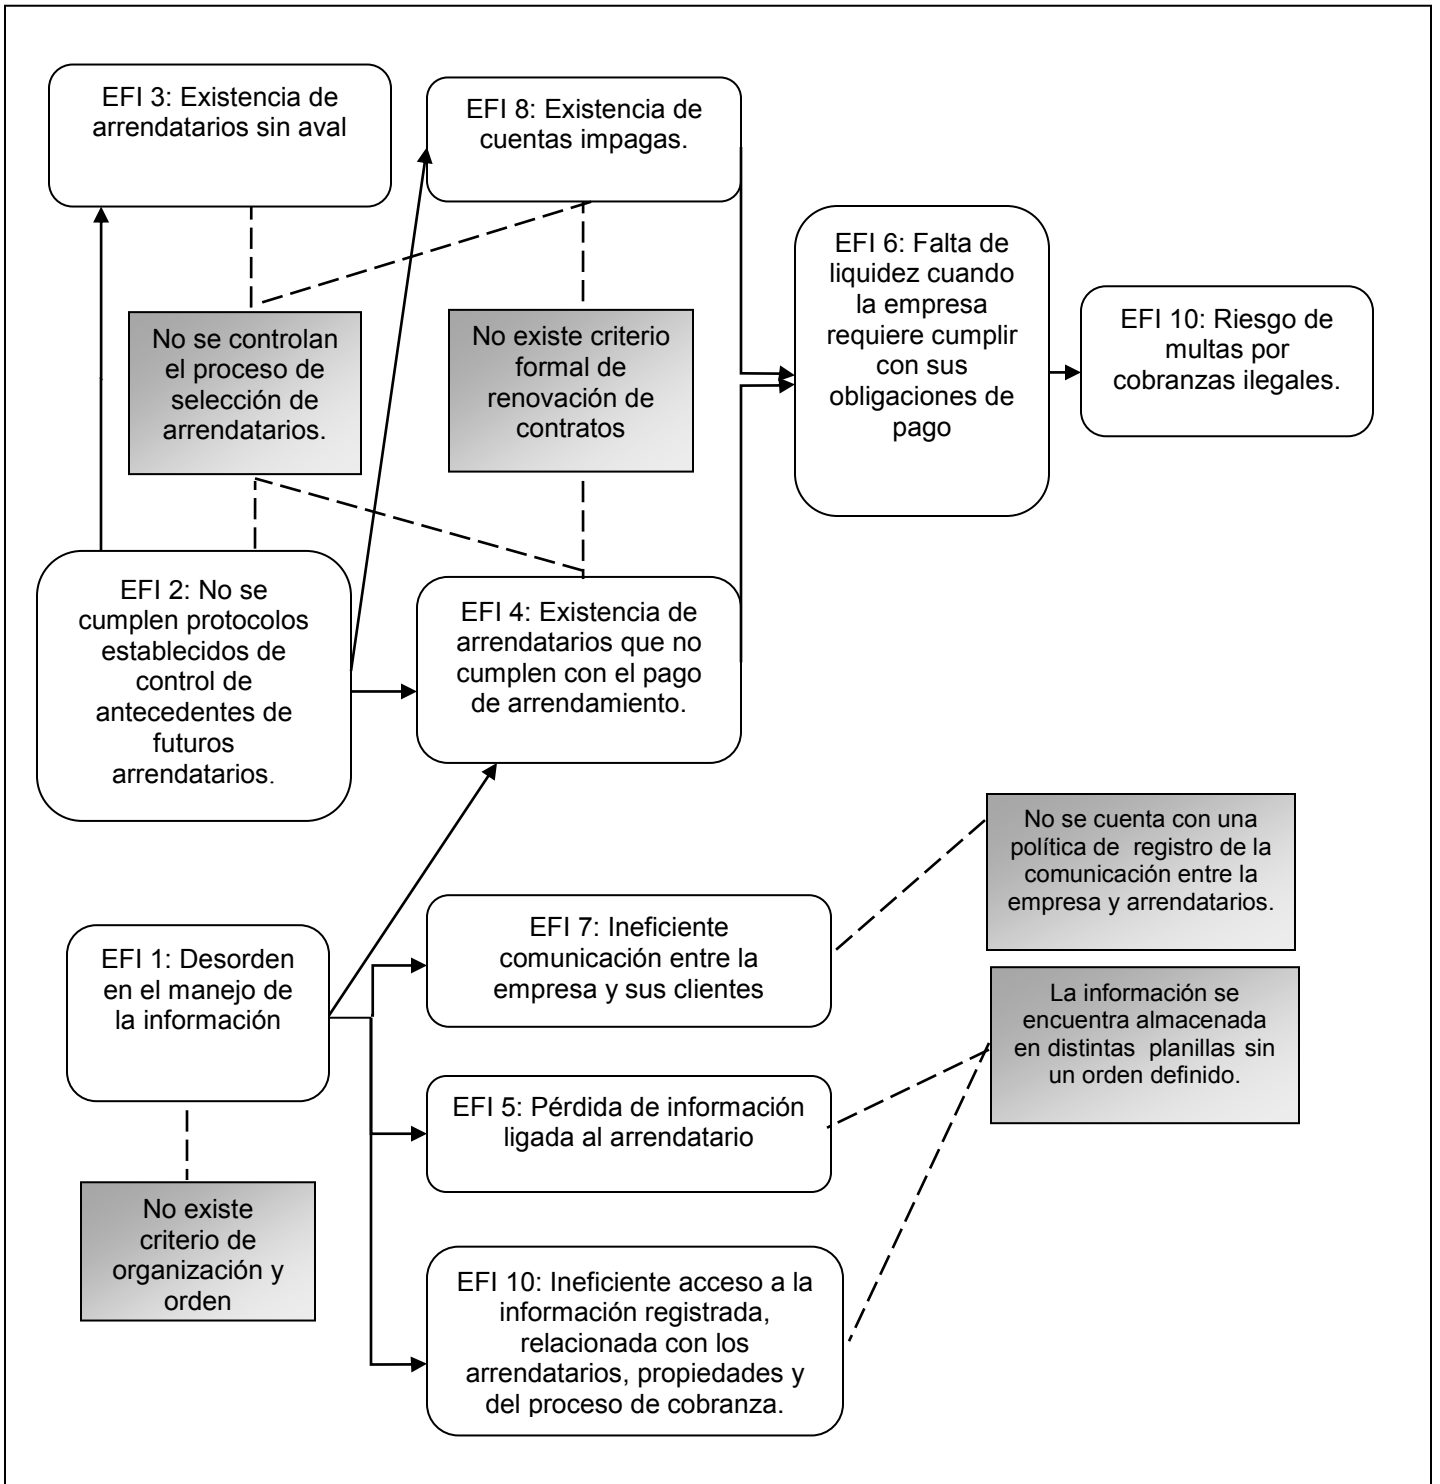 EFI 3: Existencia de
arrendatarios sin aval
EFI 8: Existencia de
cuentas impagas.
EFI 6: Falta de
liquidez cuando
la empresa
requiere cumplir
con sus
obligaciones de
pago
EFI 10: Riesgo de
multas por
cobranzas ilegales.
No se controlan
el proceso de
selección de
arrendatarios.
No existe criterio
formal de
renovación de
contratos
EFI 2: No se
cumplen protocolos
establecidos de
control de
antecedentes de
futuros
arrendatarios.
EFI 4: Existencia de
arrendatarios que no
cumplen con el pago
de arrendamiento.
No se cuenta con una
política de registro de la
comunicación entre la
empresa y arrendatarios.
EFI 1: Desorden
en el manejo de
la información
EFI 7: Ineficiente
comunicación entre la
empresa y sus clientes
La información se
encuentra almacenada
en distintas planillas sin
un orden definido.
EFI 5: Pérdida de información
ligada al arrendatario
No existe
criterio de
organización y
orden
EFI 10: Ineficiente acceso a la
información registrada,
relacionada con los
arrendatarios, propiedades y
del proceso de cobranza.